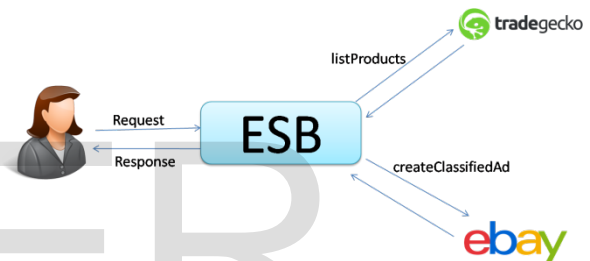 tradegecko
listProducts
Request
ESB
Response
createClassifiedAd
ebay